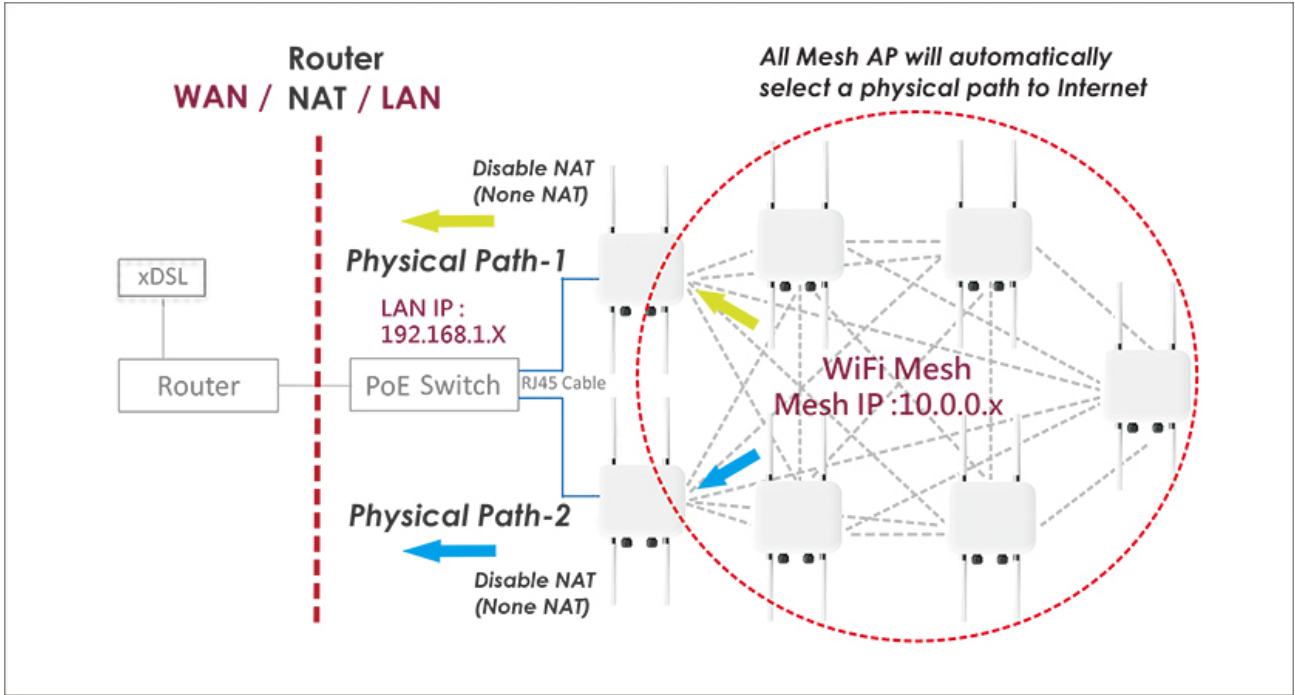 Router
WAN / NAT / LAN
All Mesh AP will automatically
select a physical path to Internet
Disable NAT
(None NAT)
Physical Path-1
xDSL
LAN IP :
192.168.1.X
Router
PoE Switch
RJ45 Cable
WiFi Mesh
Mesh IP :10.0.0.x
Physical Path-2
Disable NAT
(None NAT)